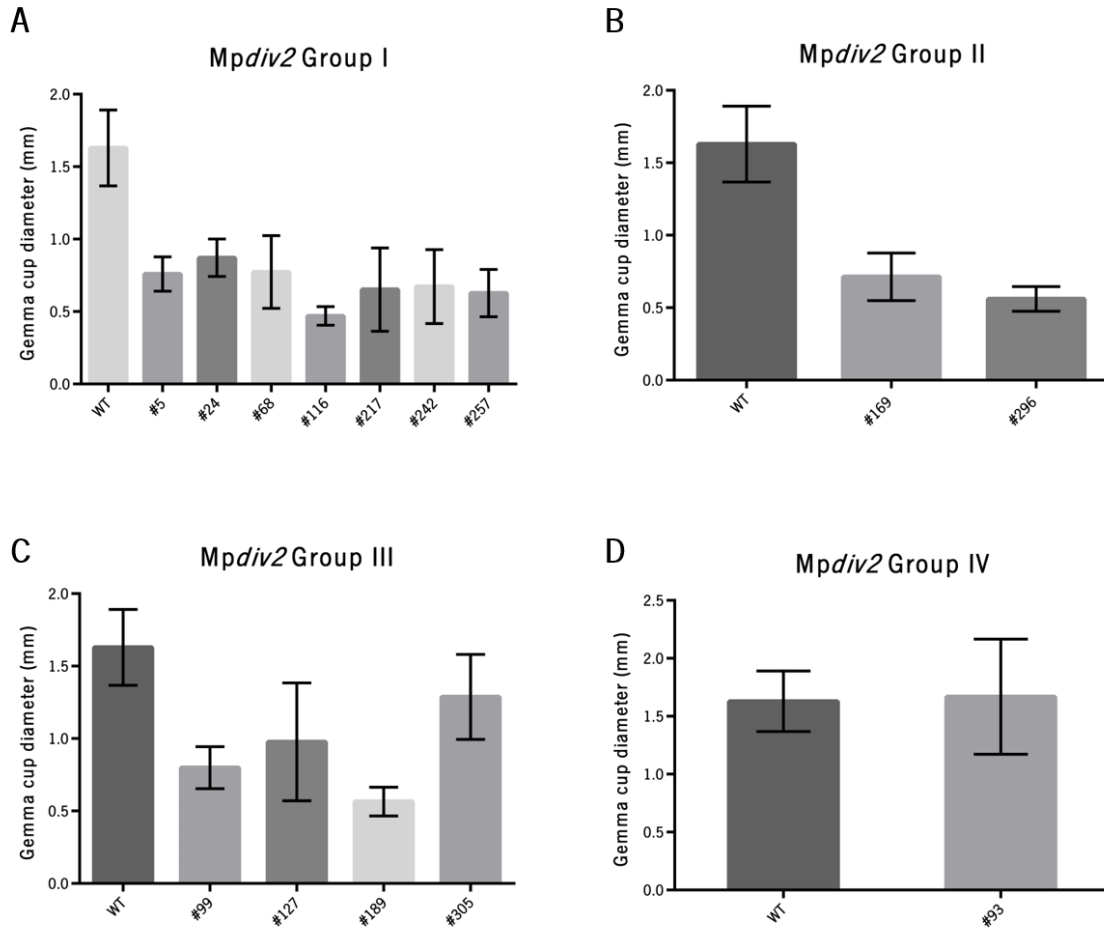 A
Mpdiv2 Group I
Gemma cup diameter (mm)
2.0
1.5
1.0
0.5
0.0
WT #5 #24 #68 #116 #217 #242 #257
B
Mpdiv2 Group II
Gemma cup diameter (mm)
2.0
1.5
1.0
0.5
0.0
WT #169 #296
C
Mpdiv2 Group III
Gemma cup diameter (mm)
2.0
1.5
1.0
0.5
0.0
WT #99 #127 #189 #305
D
Mpdiv2 Group IV
Gemma cup diameter (mm)
2.5
2.0
1.5
1.0
0.5
0.0
WT #93